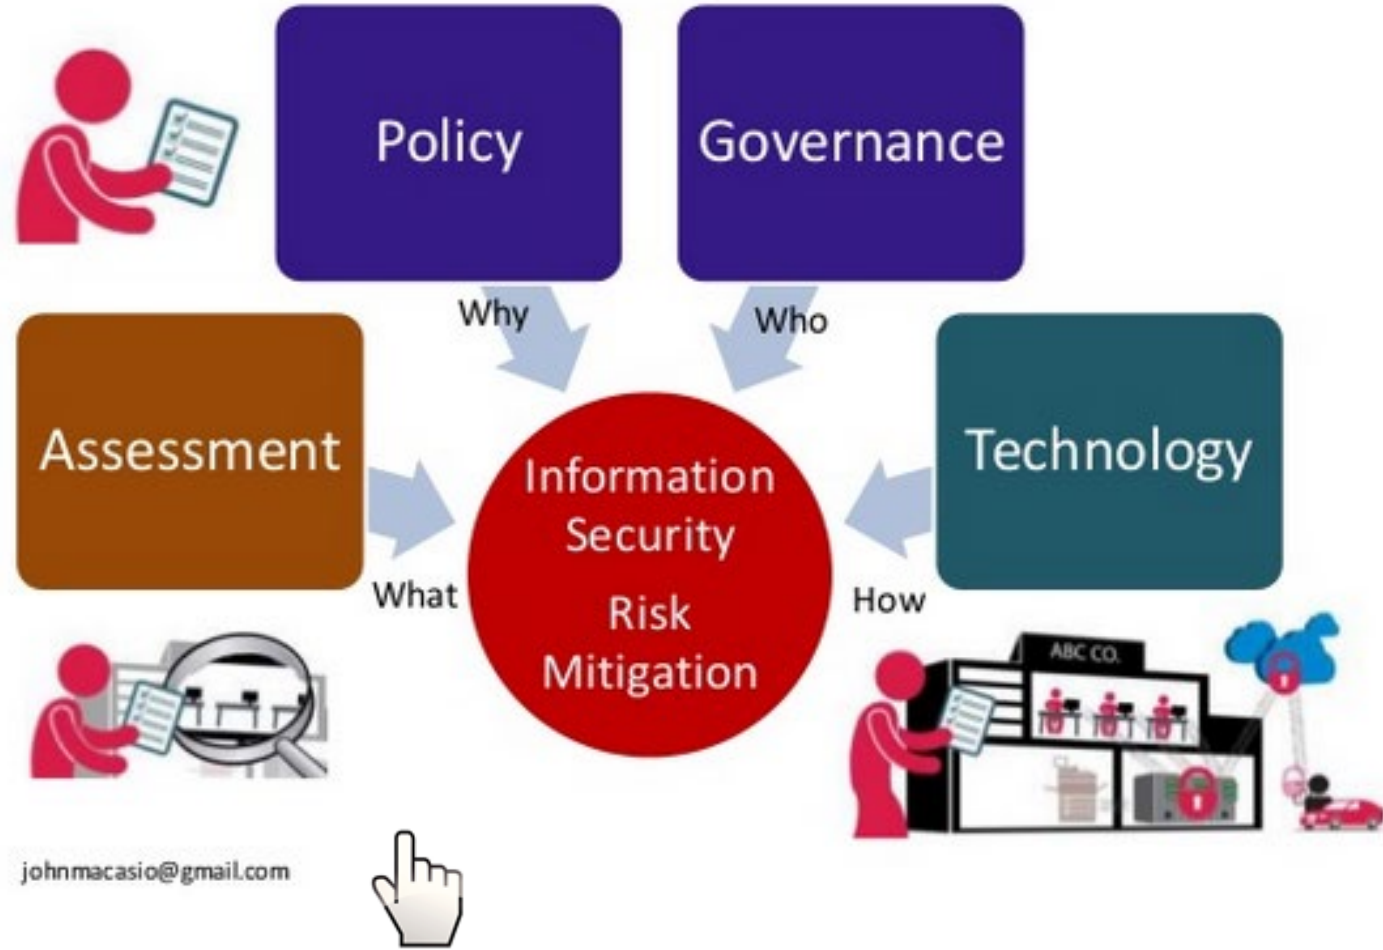 Policy
Governance
Why
Who
Assessment
Technology
Information
Security
Risk
Mitigation
What
How
ABC CO.
johnmacasio@gmail.com